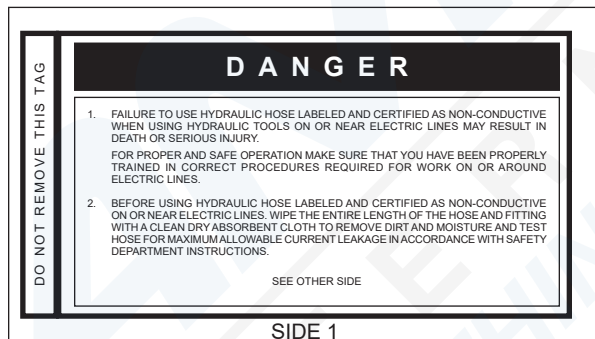 DO NOT REMOVE THIS TAG
DANGER
1. FAILURE TO USE HYDRAULIC HOSE LABELED AND CERTIFIED AS NON-CONDUCTIVE
WHEN USING HYDRAULIC TOOLS ON OR NEAR ELECTRIC LINES MAY RESULT IN
DEATH OR SERIOUS INJURY.
FOR PROPER AND SAFE OPERATION MAKE SURE THAT YOU HAVE BEEN PROPERLY
TRAINED IN CORRECT PROCEDURES REQUIRED FOR WORK ON OR AROUND
ELECTRIC LINES.
2. BEFORE USING HYDRAULIC HOSE LABELED AND CERTIFIED AS NON-CONDUCTIVE
ON OR NEAR ELECTRIC LINES. WIPE THE ENTIRE LENGTH OF THE HOSE AND FITTING
WITH A CLEAN DRY ABSORBENT CLOTH TO REMOVE DIRT AND MOISTURE AND TEST
HOSE FOR MAXIMUM ALLOWABLE CURRENT LEAKAGE IN ACCORDANCE WITH SAFETY
DEPARTMENT INSTRUCTIONS.
SEE OTHER SIDE
SIDE 1